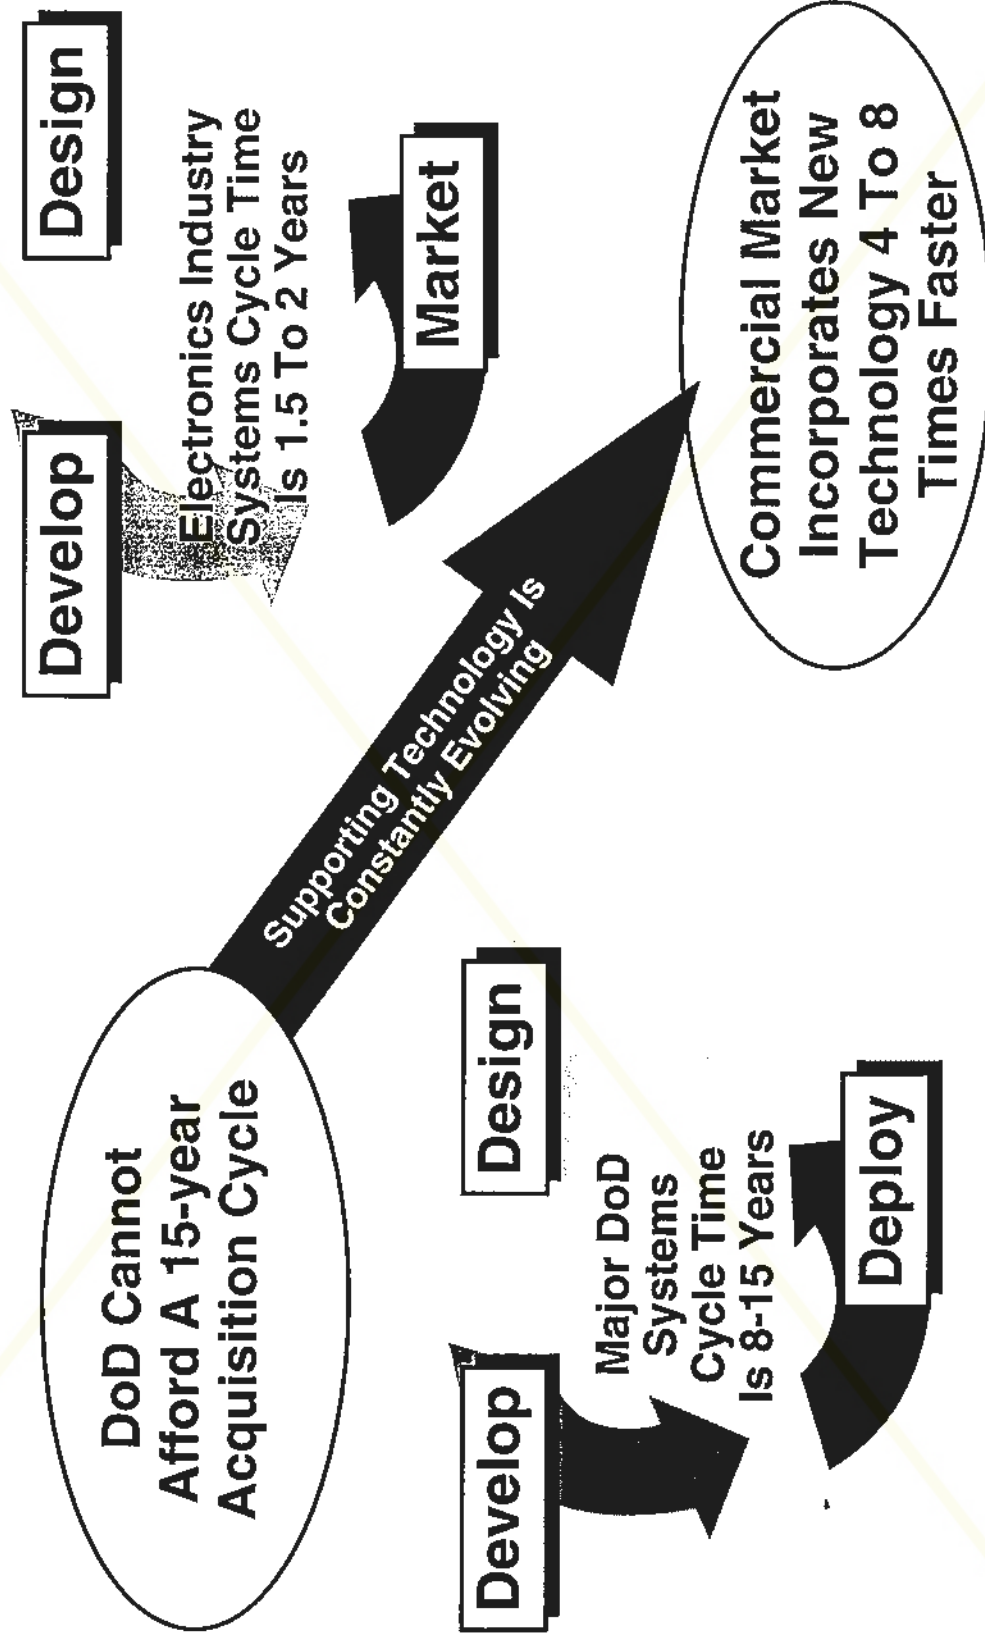 DoD Cannot
Afford A 15-year
Acquisition Cycle
Supporting Technology Is
Constantly Evolving
Develop
Design
Electronics Industry
Systems Cycle Time
Is 1.5 To 2 Years
Market
Develop
Design
Major DoD
Systems
Cycle Time
Is 8-15 Years
Deploy
Commercial Market
Incorporates New
Technology 4 To 8
Times Faster